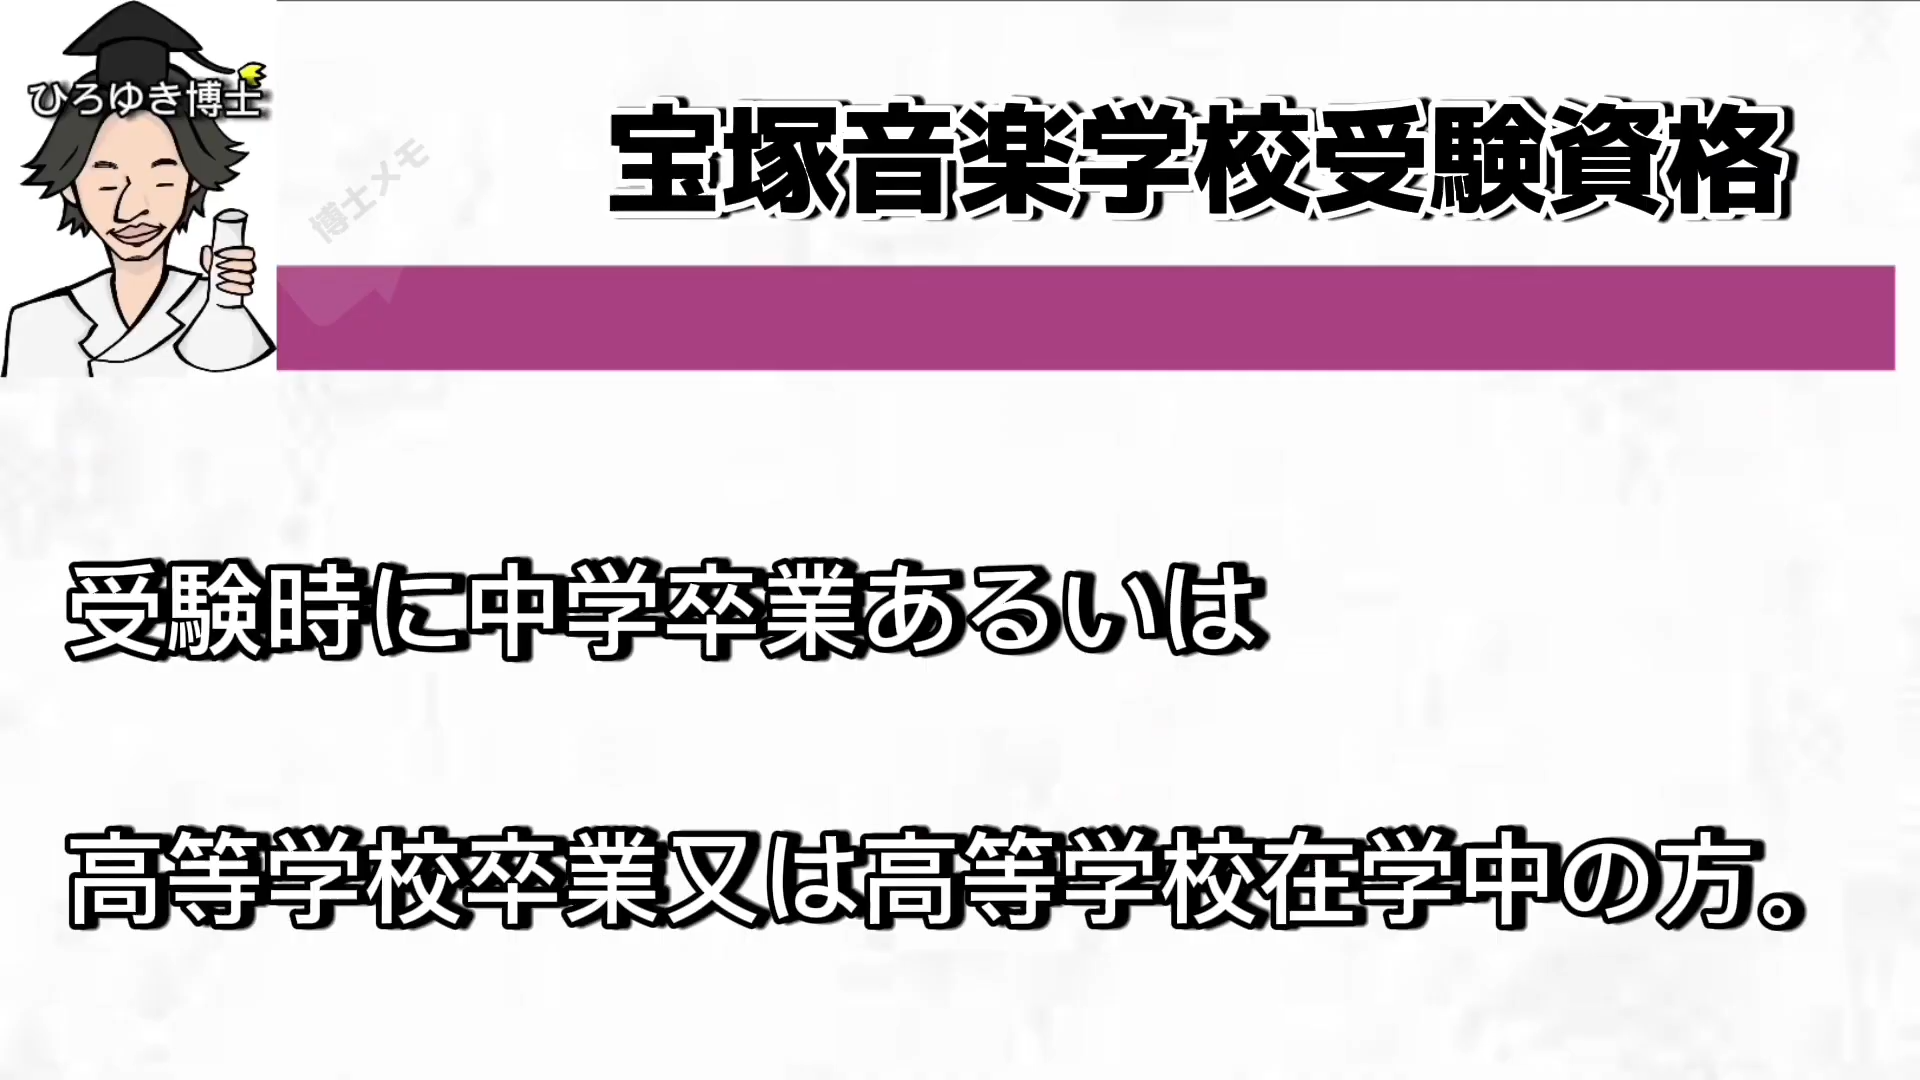 ひろゆき博士
宝塚音楽学校受験資格
博士メモ
受験時に中学卒業あるいは
高等学校卒業又は高等学校在学中の方。